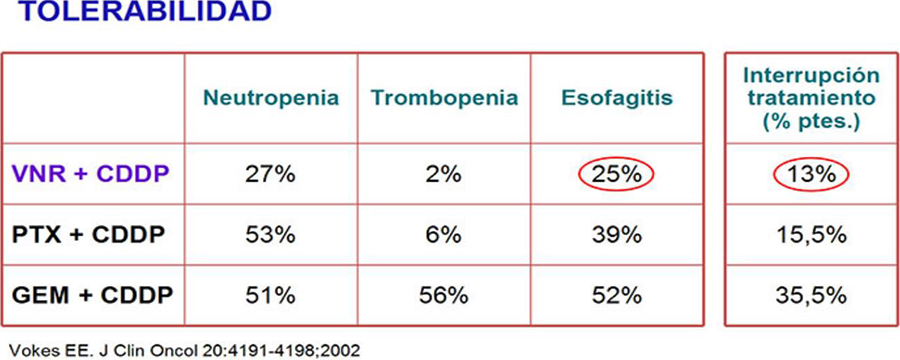 TOLERABILIDAD
Neutropenia Trombopenia Esofagitis Interrupción
tratamiento
(% ptes.)
VNR + CDDP 27% 2% 25% 13%
PTX + CDDP 53% 6% 39% 15,5%
GEM + CDDP 51% 56% 52% 35,5%
Vokes EE. J Clin Oncol 20:4191-4198;2002